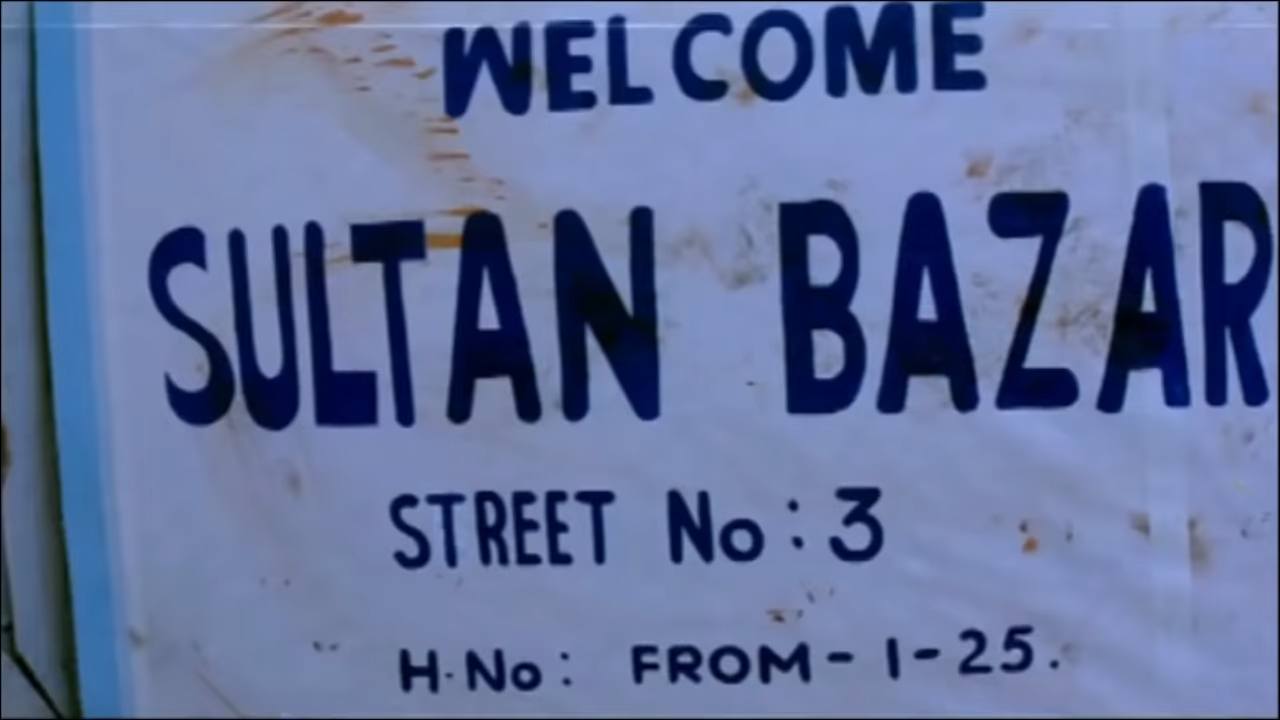 WELCOME
SULTAN BAZAR
STREET No : 3
H.No : FROM - 1 - 25.